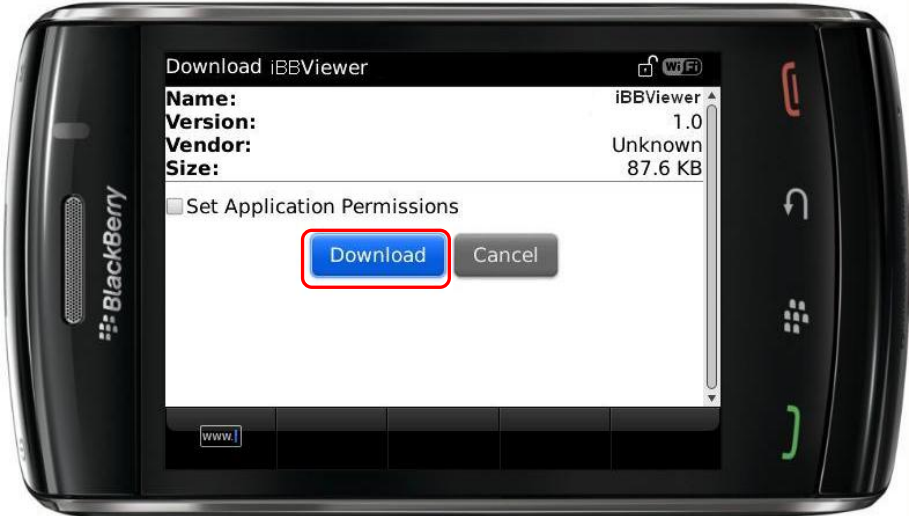 Download iBBViewer
WiFi
Name: iBBViewer
Version: 1.0
Vendor: Unknown
Size: 87.6 KB
Set Application Permissions
Download Cancel
www.
BlackBerry